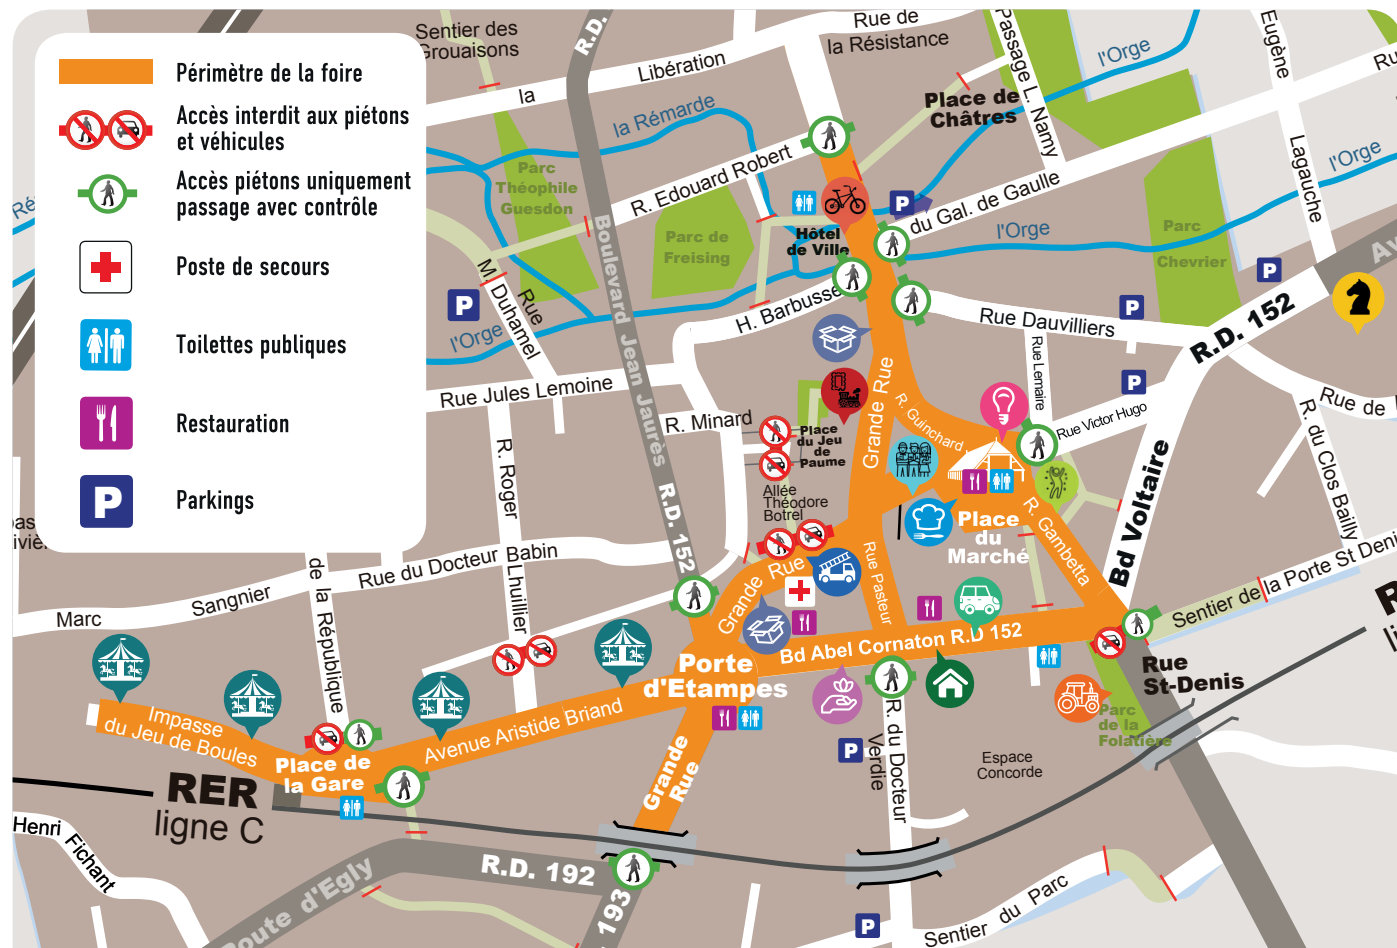 Périmètre de la foire
Accès interdit aux piétons
et véhicules
Accès piétons uniquement
passage avec contrôle
Poste de secours
Toilettes publiques
Restauration
P
Parkings
Sentier des
Grouaisons
R.D.
Rue de
la Résistance
Libération
la
Passage L. Namy
l'Orge
Eugène
Lagauche
Place de
Châtres
la Rémarde
Parc
Théophile
Guesdon
R. Edouard Robert
Parc de
Freising
Hôtel
de Ville
P
du Gal. de Gaulle
l'Orge
l'Orge
Parc
Chevrier
P
P
P
Boulevard Jean Jaurès R.D. 152
Rue
M. Duhamel
P
l'Orge
H. Barbusse
Rue Dauvilliers
Rue Lemaire
R.D. 152
Rue Jules Lemoine
R. Minard
Place
du Jeu
de
Paume
Grande Rue
R. Guinchard
Rue Victor Hugo
Rue de
R. du Clos Bailly
R. Roger
Lhuillier
Allée
Théodore
Botrel
Place
du
Marché
R. Gambetta
Bd Voltaire
Rue du Docteur Babin
de la République
Marc
Sangnier
Grande Rue
Rue Pasteur
Sentier de la Porte St Denis
Bd Abel Cornaton R.D 152
Porte
d'Etampes
Rue
St-Denis
Parc
de la
Folatière
Impasse
du Jeu de Boules
Avenue Aristide Briand
Place de
la Gare
RER
ligne C
Grande
Rue
R. du Docteur
Verdie
P
Espace
Concorde
Henri
Fichant
R.D. 192
Route d'Egly
193
P
Sentier du Parc